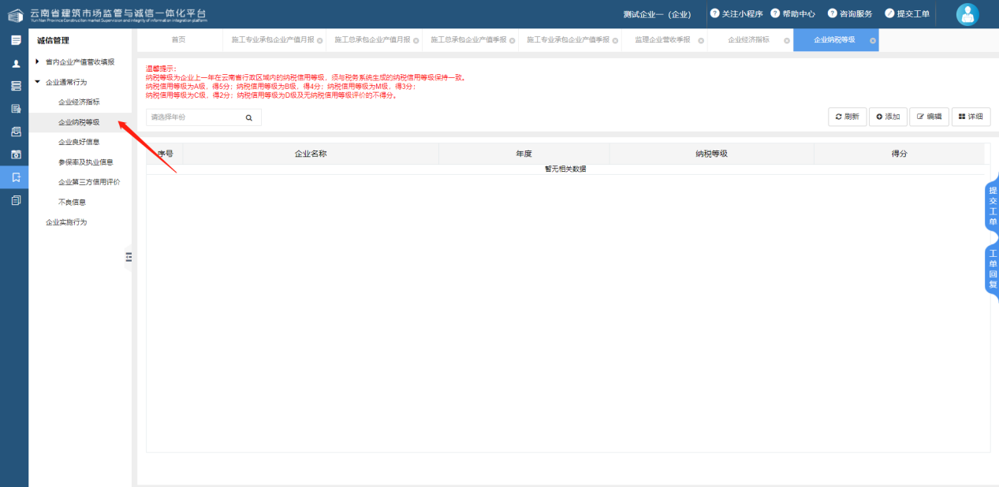 云南省建筑市场监管与诚信一体化平台
Yun Nan Province Construction market Supervision and integrity of information integration platform
测试企业一（企业） 关注小程序 帮助中心 咨询服务 提交工单
诚信管理
省内企业产值营收填报
企业通常行为
企业经济指标
企业纳税等级
企业良好信息
参保率及执业信息
企业第三方信用评价
不良信息
企业实施行为
首页 施工专业承包企业产值月报 施工总承包企业产值月报 施工总承包企业产值季报 施工专业承包企业产值季报 监理企业营收季报 企业经济指标 企业纳税等级
温馨提示：
纳税等级为企业上一年在云南省行政区域内的纳税信用等级，须与税务系统生成的纳税信用等级保持一致。
纳税信用等级为A级，得5分；纳税信用等级为B级，得4分；纳税信用等级为M级，得3分；
纳税信用等级为C级，得2分；纳税信用等级为D级及无纳税信用等级评价的不得分。
请选择年份 刷新 添加 编辑 详细
序号 企业名称 年度 纳税等级 得分
暂无相关数据
提交工单
工单回复